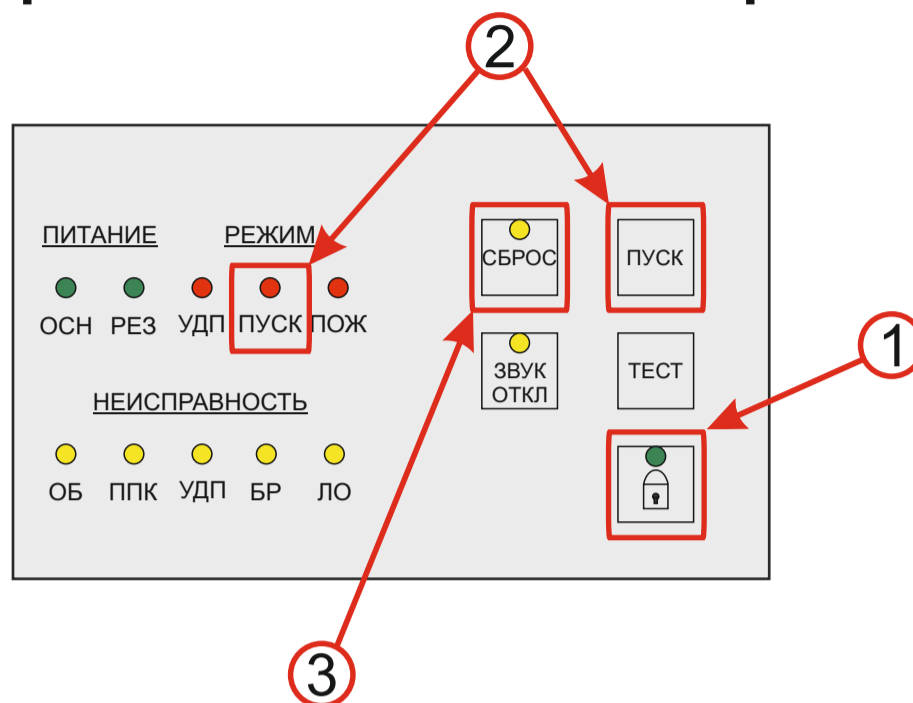 2
ПИТАНИЕ РЕЖИМ
СБРОС
ПУСК
ОСН РЕЗ УДП ПУСК ПОЖ
1
ЗВУК
ОТКЛ
ТЕСТ
НЕИСПРАВНОСТЬ
ОБ ППК УДП БР ЛО
3